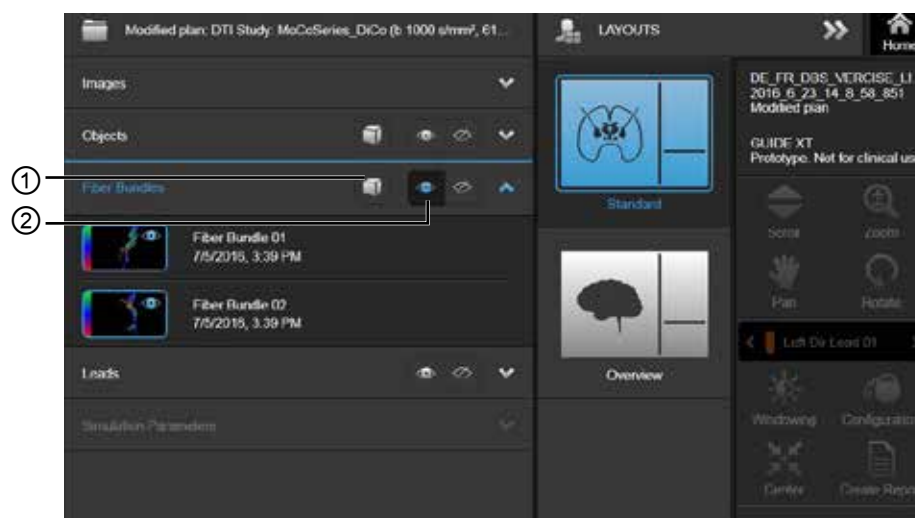 Modified plan: DTI Study: MoCoSeries_DiCo (b: 1000 s/mm², 61...
LAYOUTS
Home
Images
Objects
1
Fiber Bundles
2
Fiber Bundle 01
7/5/2016, 3:39 PM
Fiber Bundle 02
7/5/2016, 3:39 PM
Leads
Simulation Parameters
Standard
Overview
DE_FR_DBS_VERCISE_LI
2016_6_23_14_8_58_851
Modified plan
GUIDE XT
Prototype. Not for clinical us
Scroll
Zoom
Pan
Rotate
Left Dir Lead 01
Windowing
Configuratio
Center
Create Repo